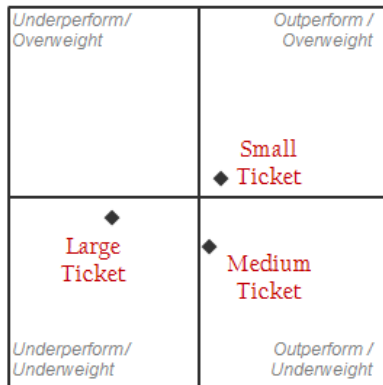 Underperform/
Overweight
Outperform /
Overweight
Small
Ticket
Large
Ticket
Medium
Ticket
Underperform/
Underweight
Outperform /
Underweight